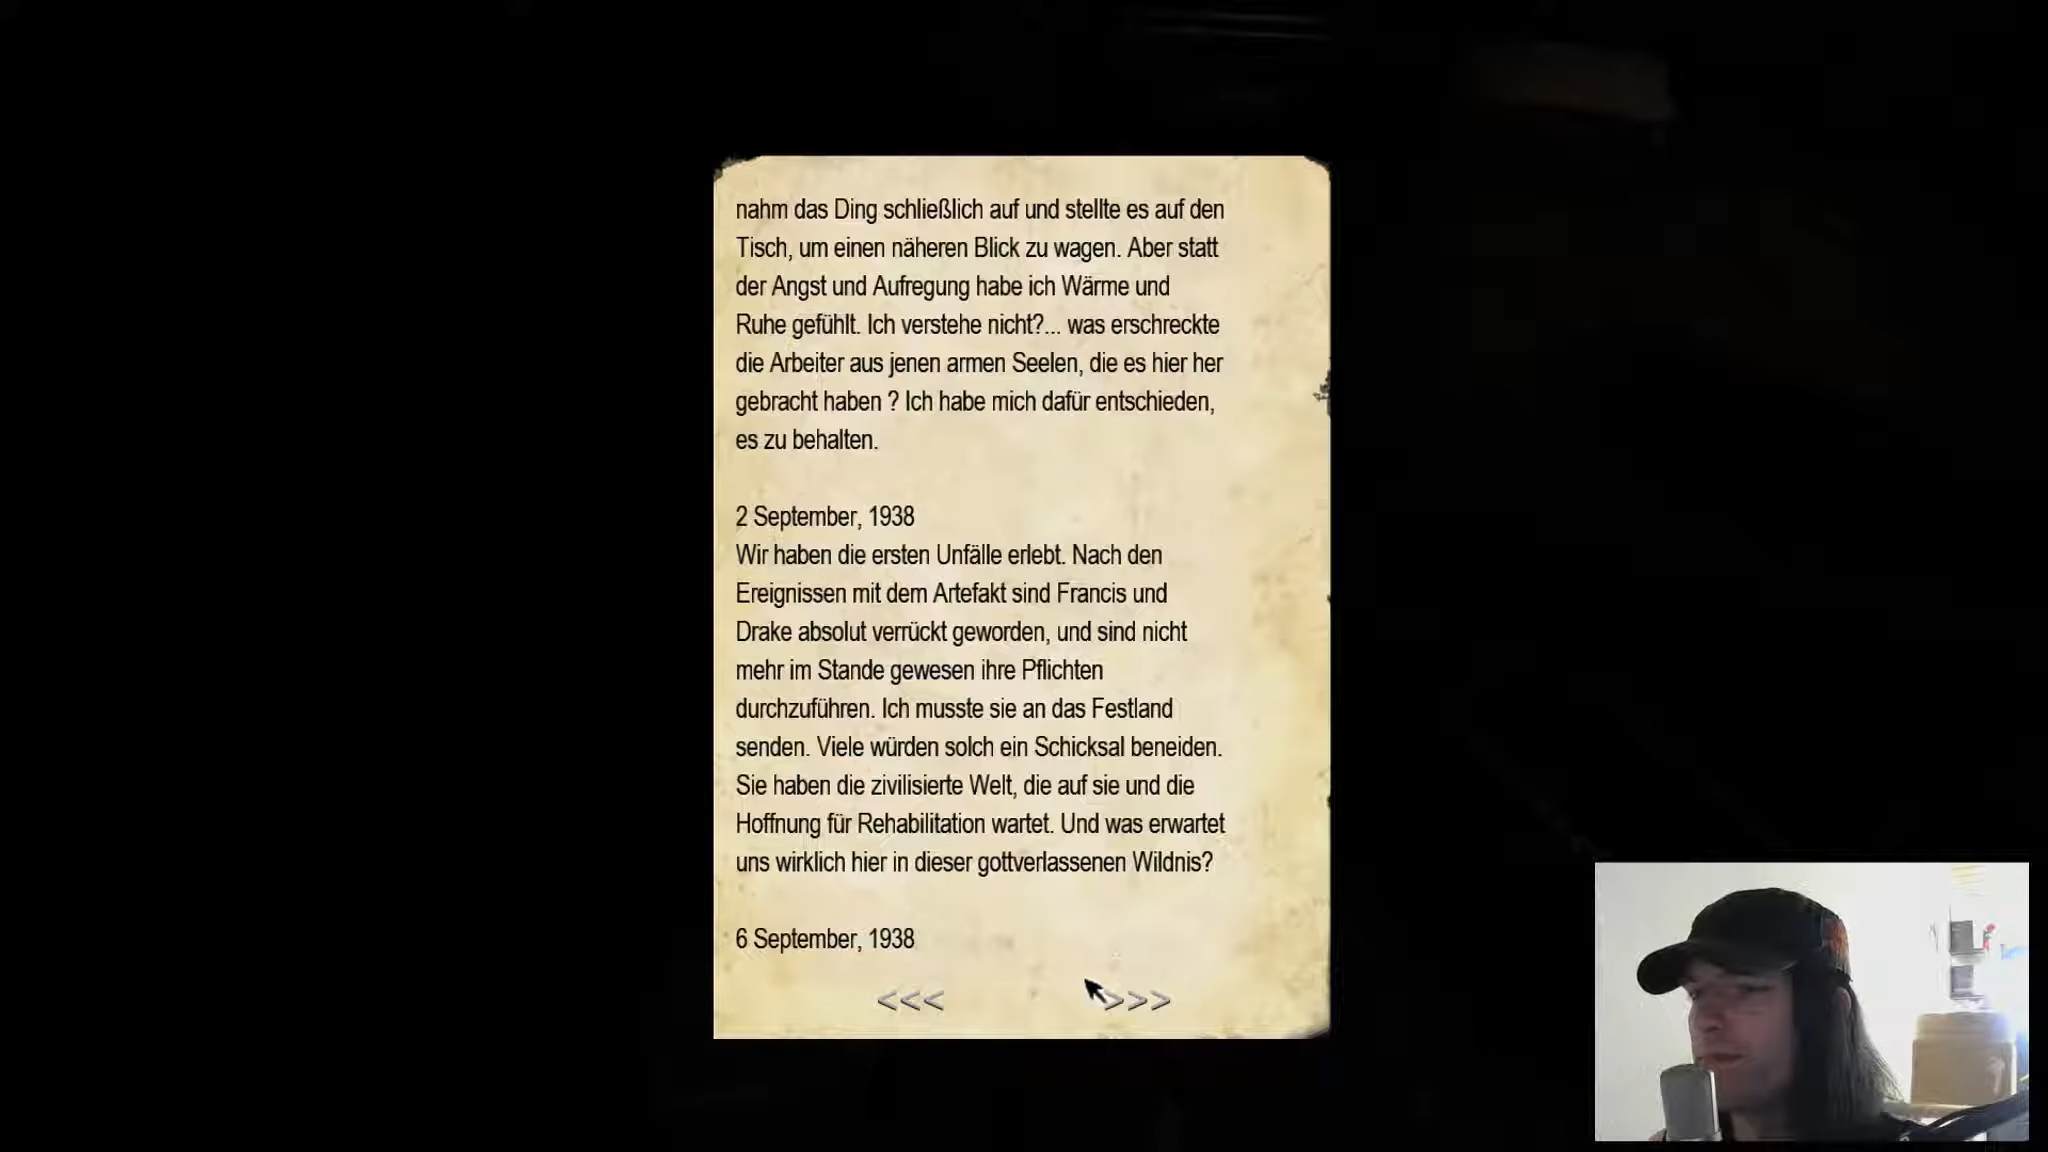 nahm das Ding schließlich auf und stellte es auf den
Tisch, um einen näheren Blick zu wagen. Aber statt
der Angst und Aufregung habe ich Wärme und
Ruhe gefühlt. Ich verstehe nicht?... was erschreckte
die Arbeiter aus jenen armen Seelen, die es hier her
gebracht haben ? Ich habe mich dafür entschieden,
es zu behalten.
2 September, 1938
Wir haben die ersten Unfälle erlebt. Nach den
Ereignissen mit dem Artefakt sind Francis und
Drake absolut verrückt geworden, und sind nicht
mehr im Stande gewesen ihre Pflichten
durchzuführen. Ich musste sie an das Festland
senden. Viele würden solch ein Schicksal beneiden.
Sie haben die zivilisierte Welt, die auf sie und die
Hoffnung für Rehabilitation wartet. Und was erwartet
uns wirklich hier in dieser gottverlassenen Wildnis?
6 September, 1938
<<< >>>